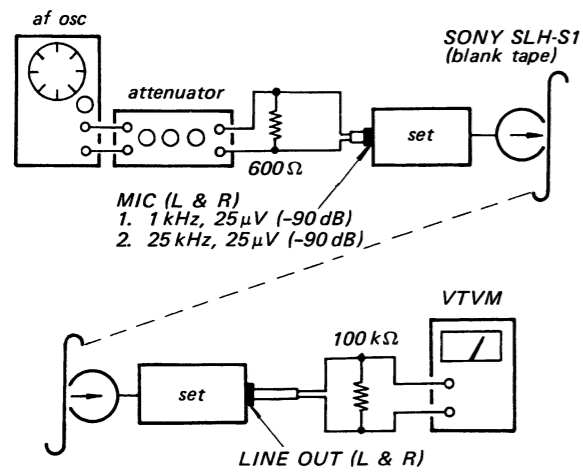 af osc
SONY SLH-S1
(blank tape)
attenuator
set
600 Ω
MIC (L & R)
1. 1 kHz, 25 μV (–90 dB)
2. 25 kHz, 25 μV (–90 dB)
VTVM
100 kΩ
set
LINE OUT (L & R)